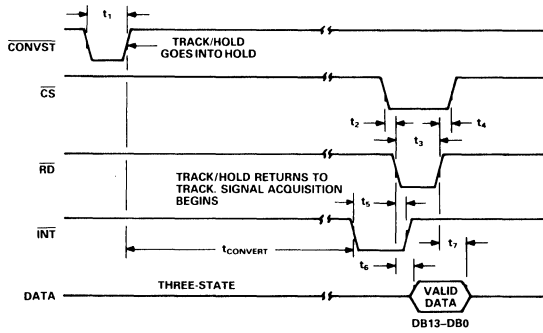 t1
CONVST
TRACK/HOLD
GOES INTO HOLD
CS
t2
t4
t3
RD
TRACK/HOLD RETURNS TO
TRACK. SIGNAL ACQUISITION
BEGINS
t5
INT
tCONVERT
t6
t7
THREE-STATE
DATA
VALID
DATA
DB13–DB0